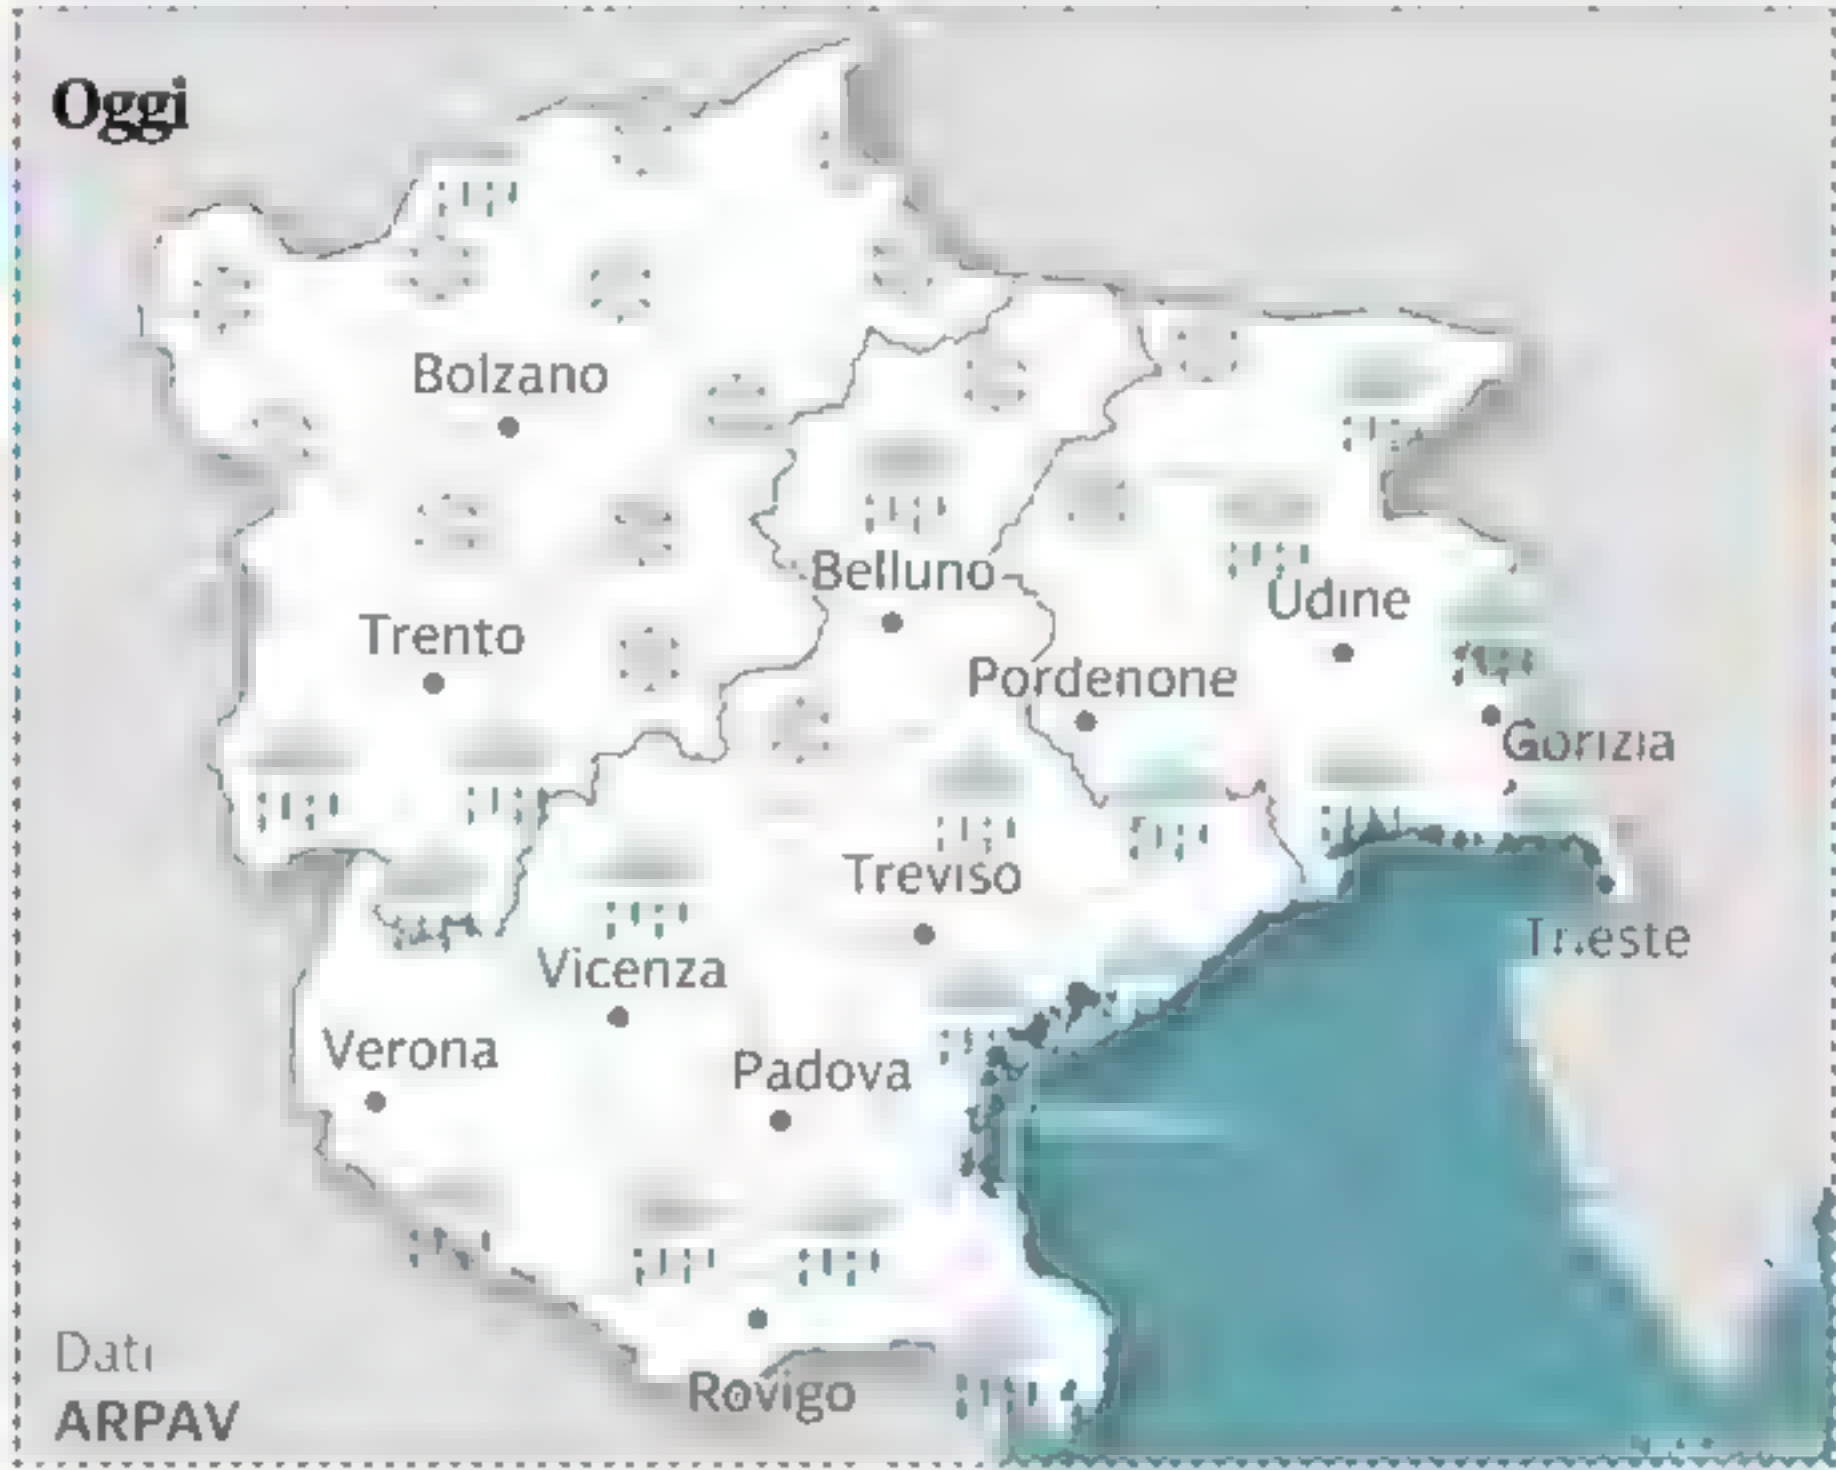 Oggi
Bolzano
Belluno
Udine
Trento
Pordenone
Gorizia
Treviso
Trieste
Vicenza
Verona
Padova
Rovigo
Dati
ARPAV